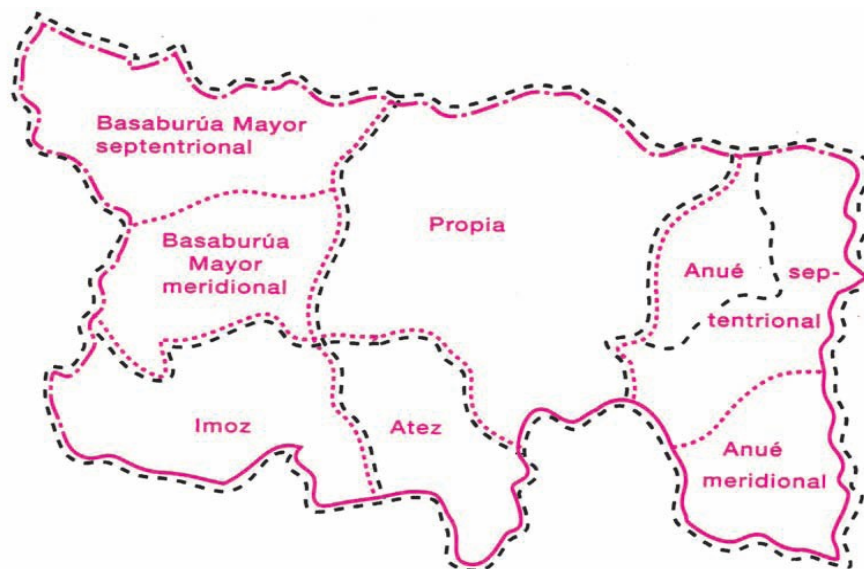 Basaburúa Mayor
septentrional
Basaburúa
Mayor
meridional
Propia
Anué sep-
tentrional
Imoz
Atez
Anué
meridional